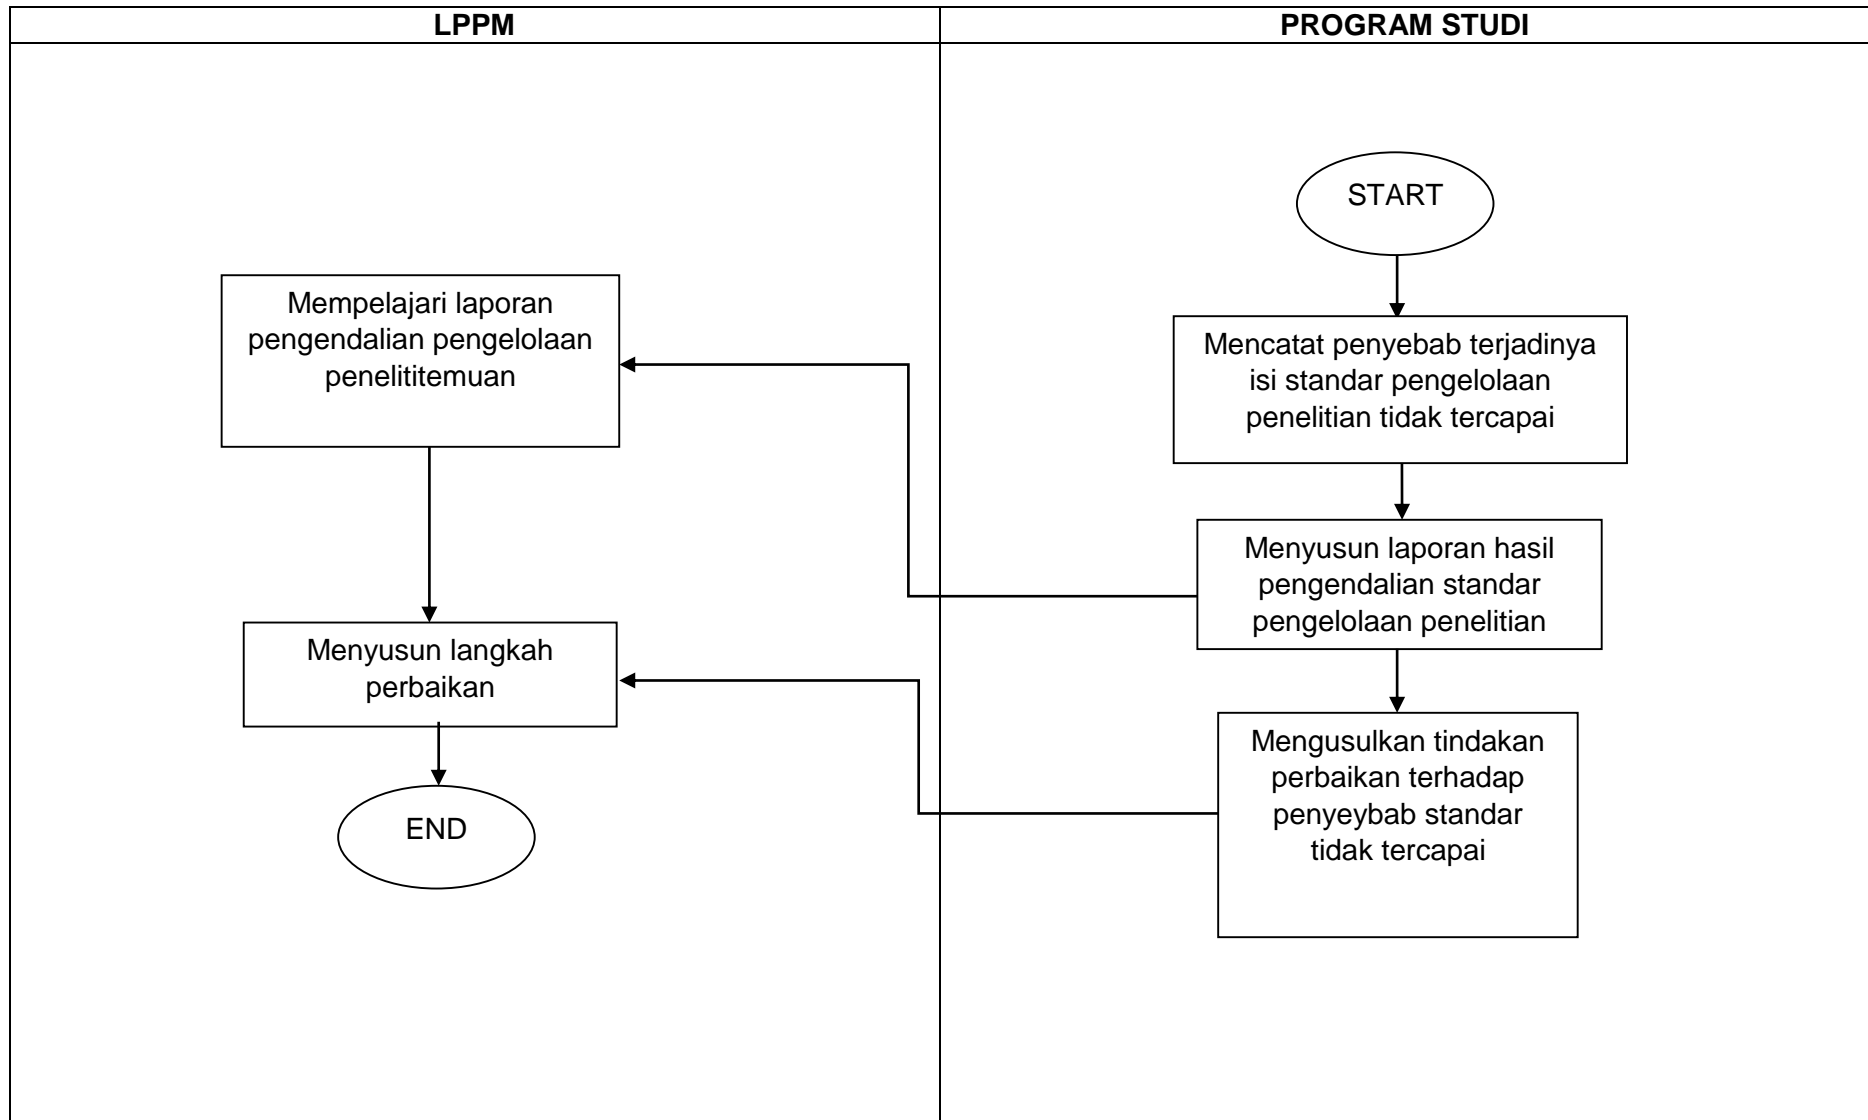 LPPM
PROGRAM STUDI
START
Mencatat penyebab terjadinya
isi standar pengelolaan
penelitian tidak tercapai
Menyusun laporan hasil
pengendalian standar
pengelolaan penelitian
Mengusulkan tindakan
perbaikan terhadap
penyeybab standar
tidak tercapai
Mempelajari laporan
pengendalian pengelolaan
penelititemuan
Menyusun langkah
perbaikan
END